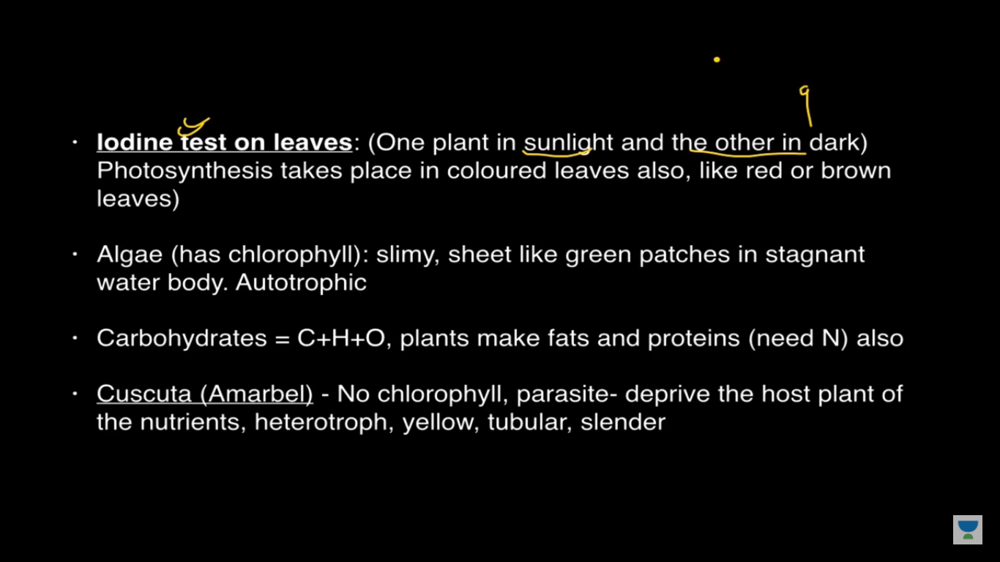 · Iodine test on leaves: (One plant in sunlight and the other in dark)
Photosynthesis takes place in coloured leaves also, like red or brown
leaves)
· Algae (has chlorophyll): slimy, sheet like green patches in stagnant
water body. Autotrophic
· Carbohydrates = C+H+O, plants make fats and proteins (need N) also
· Cuscuta (Amarbel) - No chlorophyll, parasite- deprive the host plant of
the nutrients, heterotroph, yellow, tubular, slender